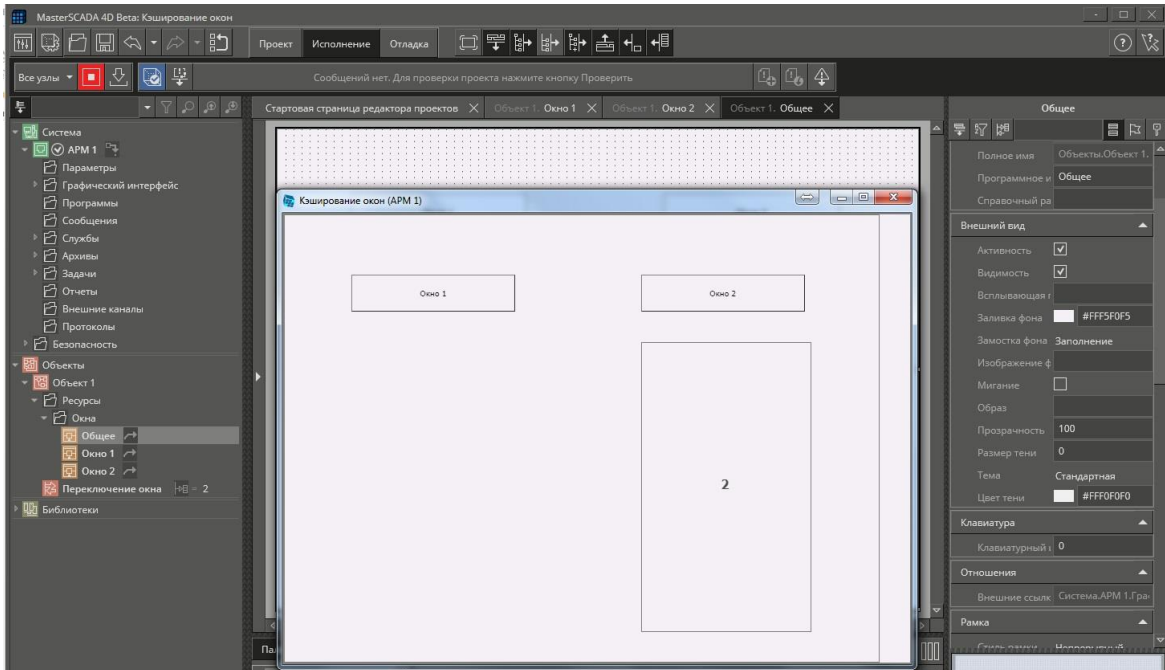 MasterSCADA 4D Beta: Кэширование окон
Проект Исполнение Отладка
Все узлы
Сообщений нет. Для проверки проекта нажмите кнопку Проверить
Стартовая страница редактора проектов
Объект 1. Окно 1
Объект 1. Окно 2
Объект 1. Общее
Система
АРМ 1
Параметры
Графический интерфейс
Программы
Сообщения
Службы
Архивы
Задачи
Отчеты
Внешние каналы
Протоколы
Безопасность
Объекты
Объект 1
Ресурсы
Окна
Общее
Окно 1
Окно 2
Переключение окна = 2
Библиотеки
Кэширование окон (АРМ 1)
Окно 1
Окно 2
2
Общее
Полное имя Объекты.Объект 1.
Программное и Общее
Справочный ра
Внешний вид
Активность
Видимость
Всплывающая г
Заливка фона #FFF5F0F5
Замостка фона Заполнение
Изображение ф
Мигание
Образ
Прозрачность 100
Размер тени 0
Тема Стандартная
Цвет тени #FFF0F0F0
Клавиатура
Клавиатурный 0
Отношения
Внешние ссылк Система.АРМ 1.Гра
Рамка
Стиль рамки Непрерывный
Па